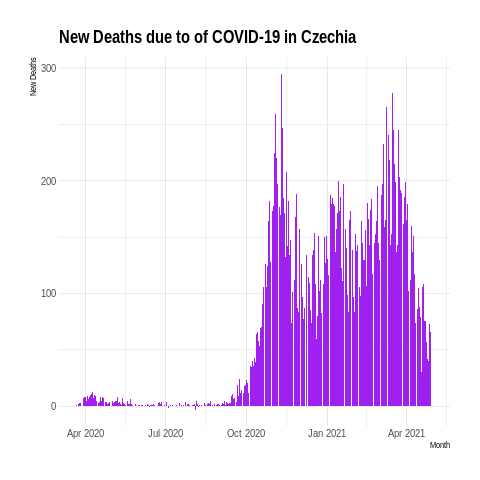 New Deaths due to of COVID-19 in Czechia
New Deaths
300
200
100
0
Apr 2020 Jul 2020 Oct 2020 Jan 2021 Apr 2021
Month